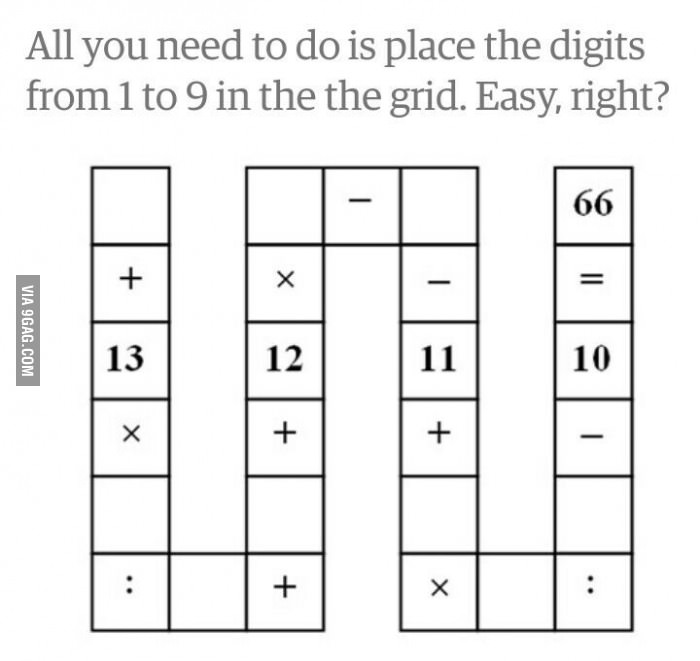 All you need to do is place the digits
from 1 to 9 in the the grid. Easy, right?
− 66
+ × − =
13 12 11 10
× + + −
: + × :
VIA 9GAG.COM